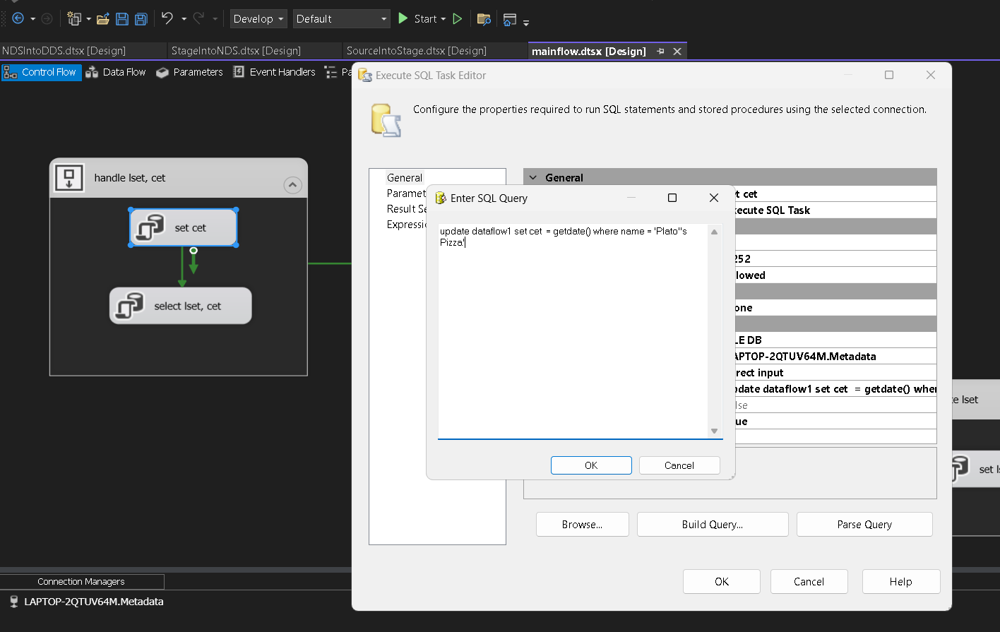 Develop
Default
Start
NDSIntoDDS.dtsx [Design]
StageIntoNDS.dtsx [Design]
SourceIntoStage.dtsx [Design]
mainflow.dtsx [Design]
Control Flow
Data Flow
Parameters
Event Handlers
Pa
Execute SQL Task Editor
Configure the properties required to run SQL statements and stored procedures using the selected connection.
handle lset, cet
set cet
select lset, cet
General
Paramet
Result Se
Expressio
General
t cet
ecute SQL Task
252
lowed
one
LE DB
APTOP-2QTUV64M.Metadata
rect input
pdate dataflow1 set cet = getdate() wher
lse
ue
Enter SQL Query
update dataflow1 set cet = getdate() where name = 'Plato''s
Pizza'
OK
Cancel
te lset
set ls
Browse...
Build Query...
Parse Query
OK
Cancel
Help
Connection Managers
LAPTOP-2QTUV64M.Metadata